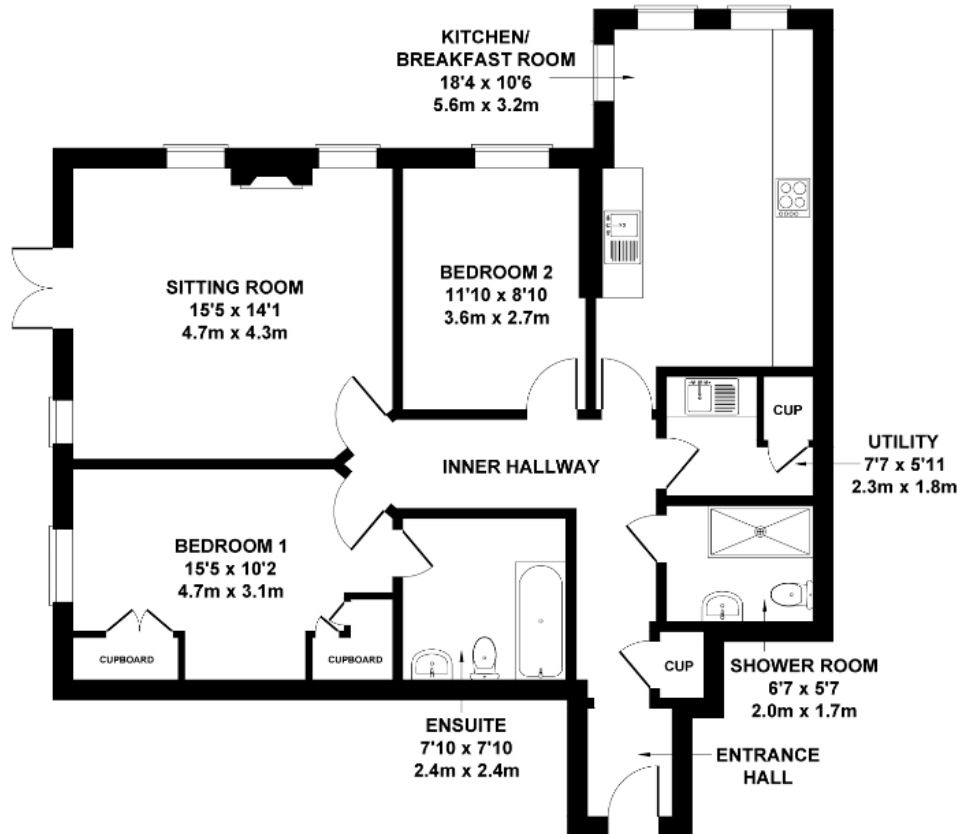 KITCHEN/
BREAKFAST ROOM
18'4 x 10'6
5.6m x 3.2m
SITTING ROOM
15'5 x 14'1
4.7m x 4.3m
BEDROOM 2
11'10 x 8'10
3.6m x 2.7m
CUP
UTILITY
7'7 x 5'11
2.3m x 1.8m
INNER HALLWAY
BEDROOM 1
15'5 x 10'2
4.7m x 3.1m
CUPBOARD
CUPBOARD
CUP
SHOWER ROOM
6'7 x 5'7
2.0m x 1.7m
ENSUITE
7'10 x 7'10
2.4m x 2.4m
ENTRANCE
HALL